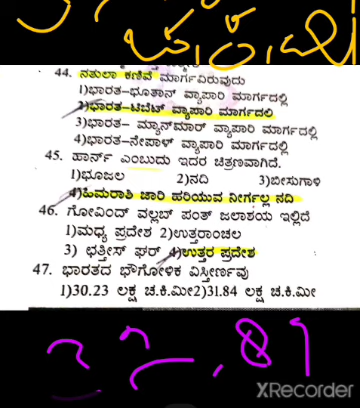 44. ನತುಲಾ ಕಣಿವೆ ಮಾರ್ಗವಿರುವುದು
1)ಭಾರತ-ಭೂತಾನ್ ವ್ಯಾಪಾರಿ ಮಾರ್ಗದಲ್ಲಿ
2)ಭಾರತ-ಟಿಬೆಟ್ ವ್ಯಾಪಾರಿ ಮಾರ್ಗದಲಿ
3)ಭಾರತ- ಮ್ಯಾನ್‌ಮಾರ್ ವ್ಯಾಪಾರಿ ಮಾರ್ಗದಲ್ಲಿ
4)ಭಾರತ-ನೇಪಾಳ್ ವ್ಯಾಪಾರಿ ಮಾರ್ಗದಲ್ಲಿ
45. ಹಾರ್ನ್ ಎಂಬುದು ಇದರ ಚಿತ್ರಣವಾಗಿದೆ.
1)ಭೂಜಲ 2)ನದಿ 3)ಬೀಸುಗಾಳಿ
4)ಹಿಮರಾಶಿ ಜಾರಿ ಹರಿಯುವ ನೀರ್ಗಲ್ಲ ನದಿ
46. ಗೋವಿಂದ್ ವಲ್ಲಬ್ ಪಂತ್ ಜಲಾಶಯ ಇಲ್ಲಿದೆ
1)ಮಧ್ಯ ಪ್ರದೇಶ 2)ಉತ್ತರಾಂಚಲ
3) ಛತ್ತೀಸ್ ಘರ್ 4)ಉತ್ತರ ಪ್ರದೇಶ
47. ಭಾರತದ ಭೌಗೋಳಿಕ ವಿಸ್ತೀರ್ಣವು
1)30.23 ಲಕ್ಷ ಚ.ಕಿ.ಮೀ2)31.84 ಲಕ್ಷ ಚ.ಕಿ.ಮೀ
32.87
XRecorder